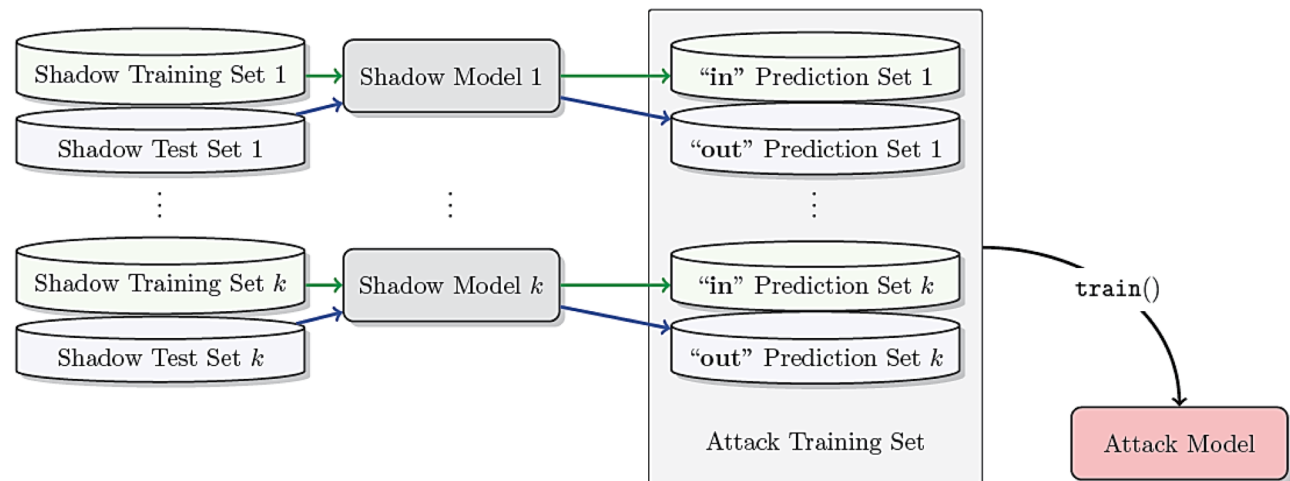 Shadow Training Set 1
Shadow Model 1
“in” Prediction Set 1
Shadow Test Set 1
“out” Prediction Set 1
⋮ ⋮ ⋮
Shadow Training Set k
Shadow Model k
“in” Prediction Set k
train()
Shadow Test Set k
“out” Prediction Set k
Attack Training Set
Attack Model